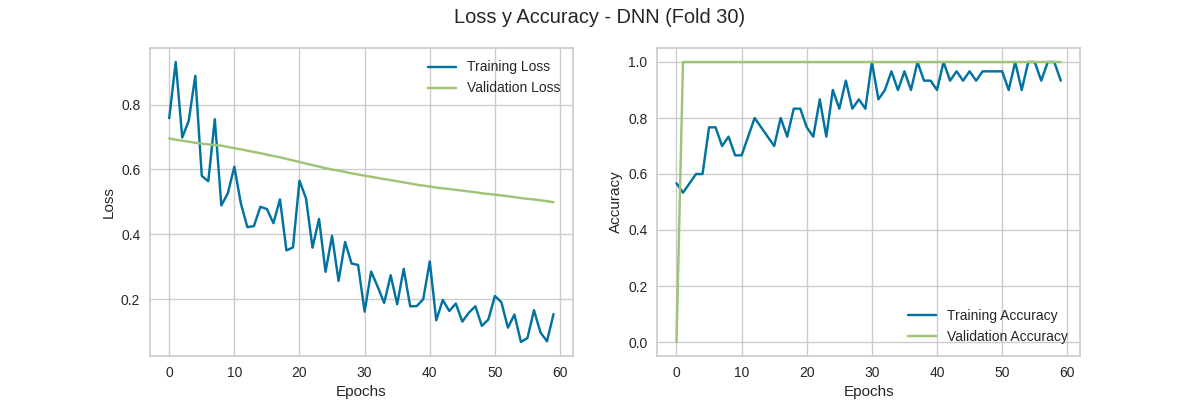 Loss y Accuracy - DNN (Fold 30)
Training Loss
Validation Loss
0.8
0.6
0.4
0.2
Loss
0 10 20 30 40 50 60
Epochs
1.0
0.8
0.6
0.4
0.2
0.0
Accuracy
Training Accuracy
Validation Accuracy
0 10 20 30 40 50 60
Epochs